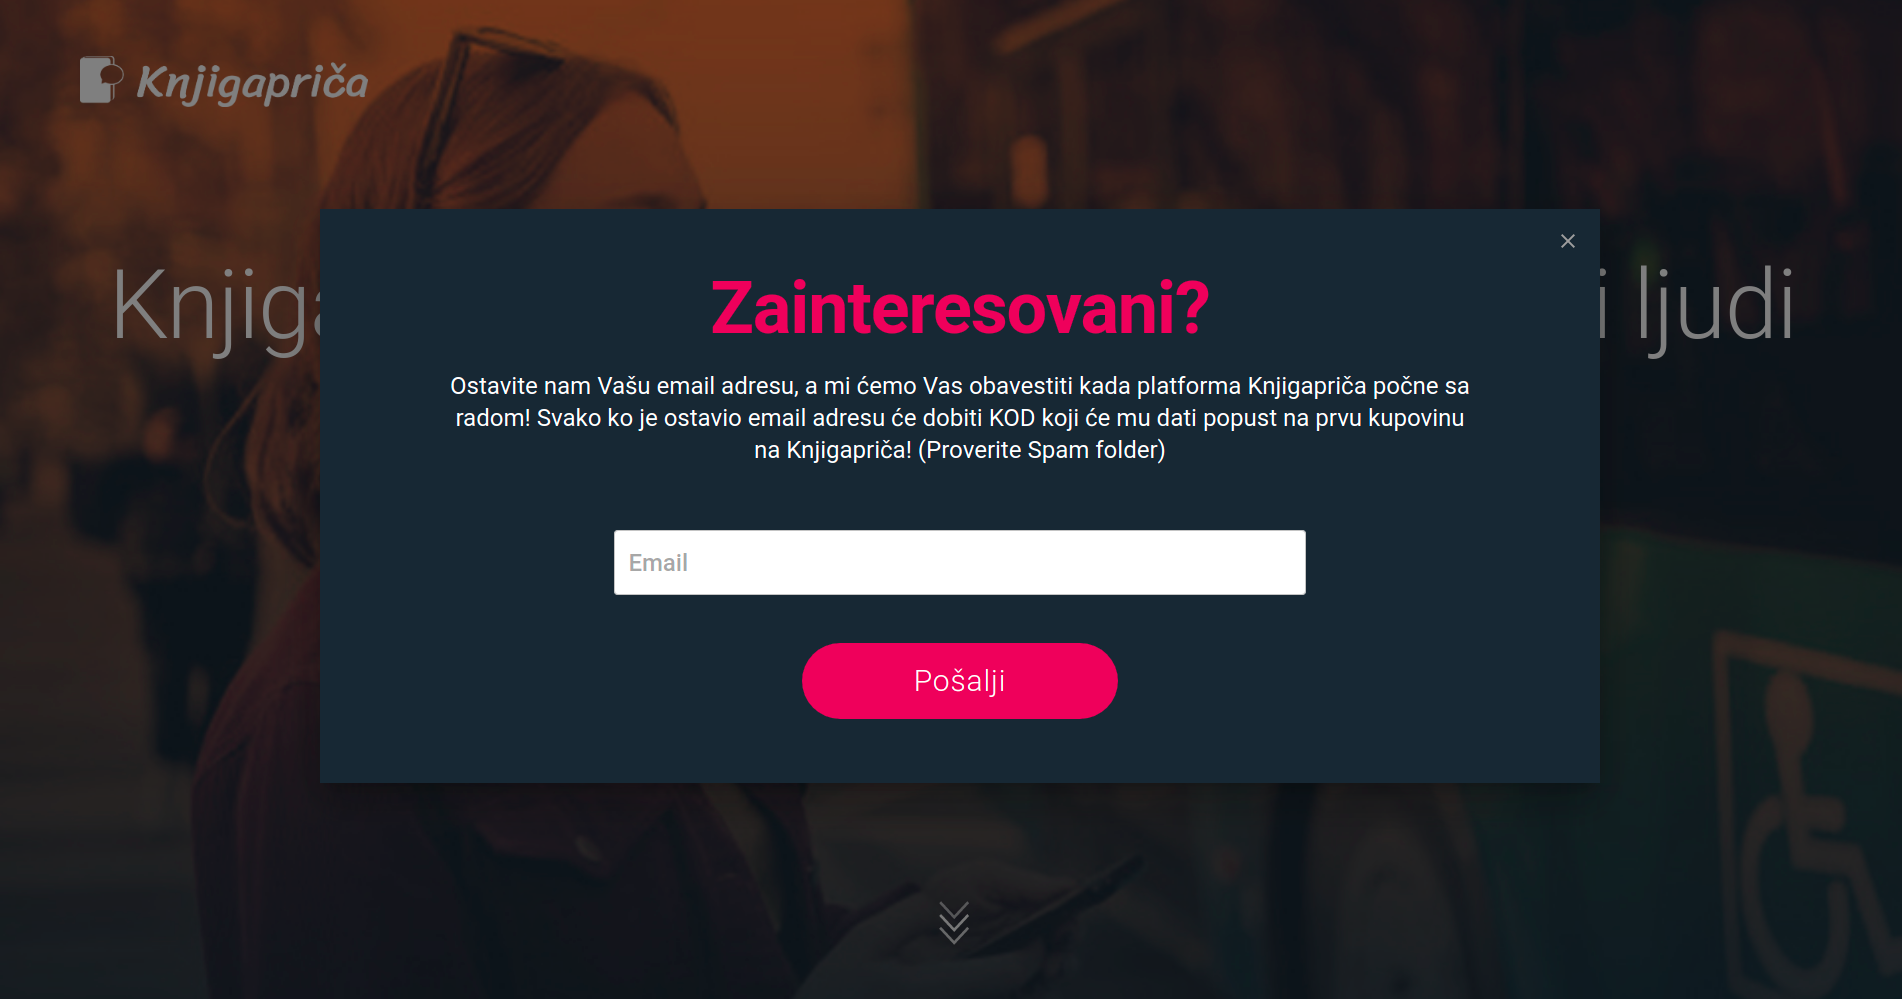 Knjigapriča
Zainteresovani?
Ostavite nam Vašu email adresu, a mi ćemo Vas obavestiti kada platforma Knjigapriča počne sa
radom! Svako ko je ostavio email adresu će dobiti KOD koji će mu dati popust na prvu kupovinu
na Knjigapriča! (Proverite Spam folder)
ljudi
Email
Pošalji